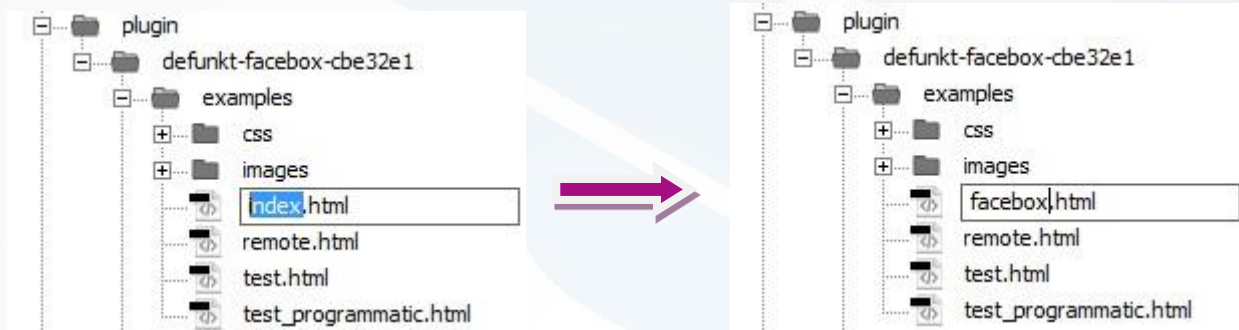 plugin
defunkt-facebox-cbe32e1
examples
css
images
index.html
remote.html
test.html
test_programmatic.html
plugin
defunkt-facebox-cbe32e1
examples
css
images
facebox.html
remote.html
test.html
test_programmatic.html